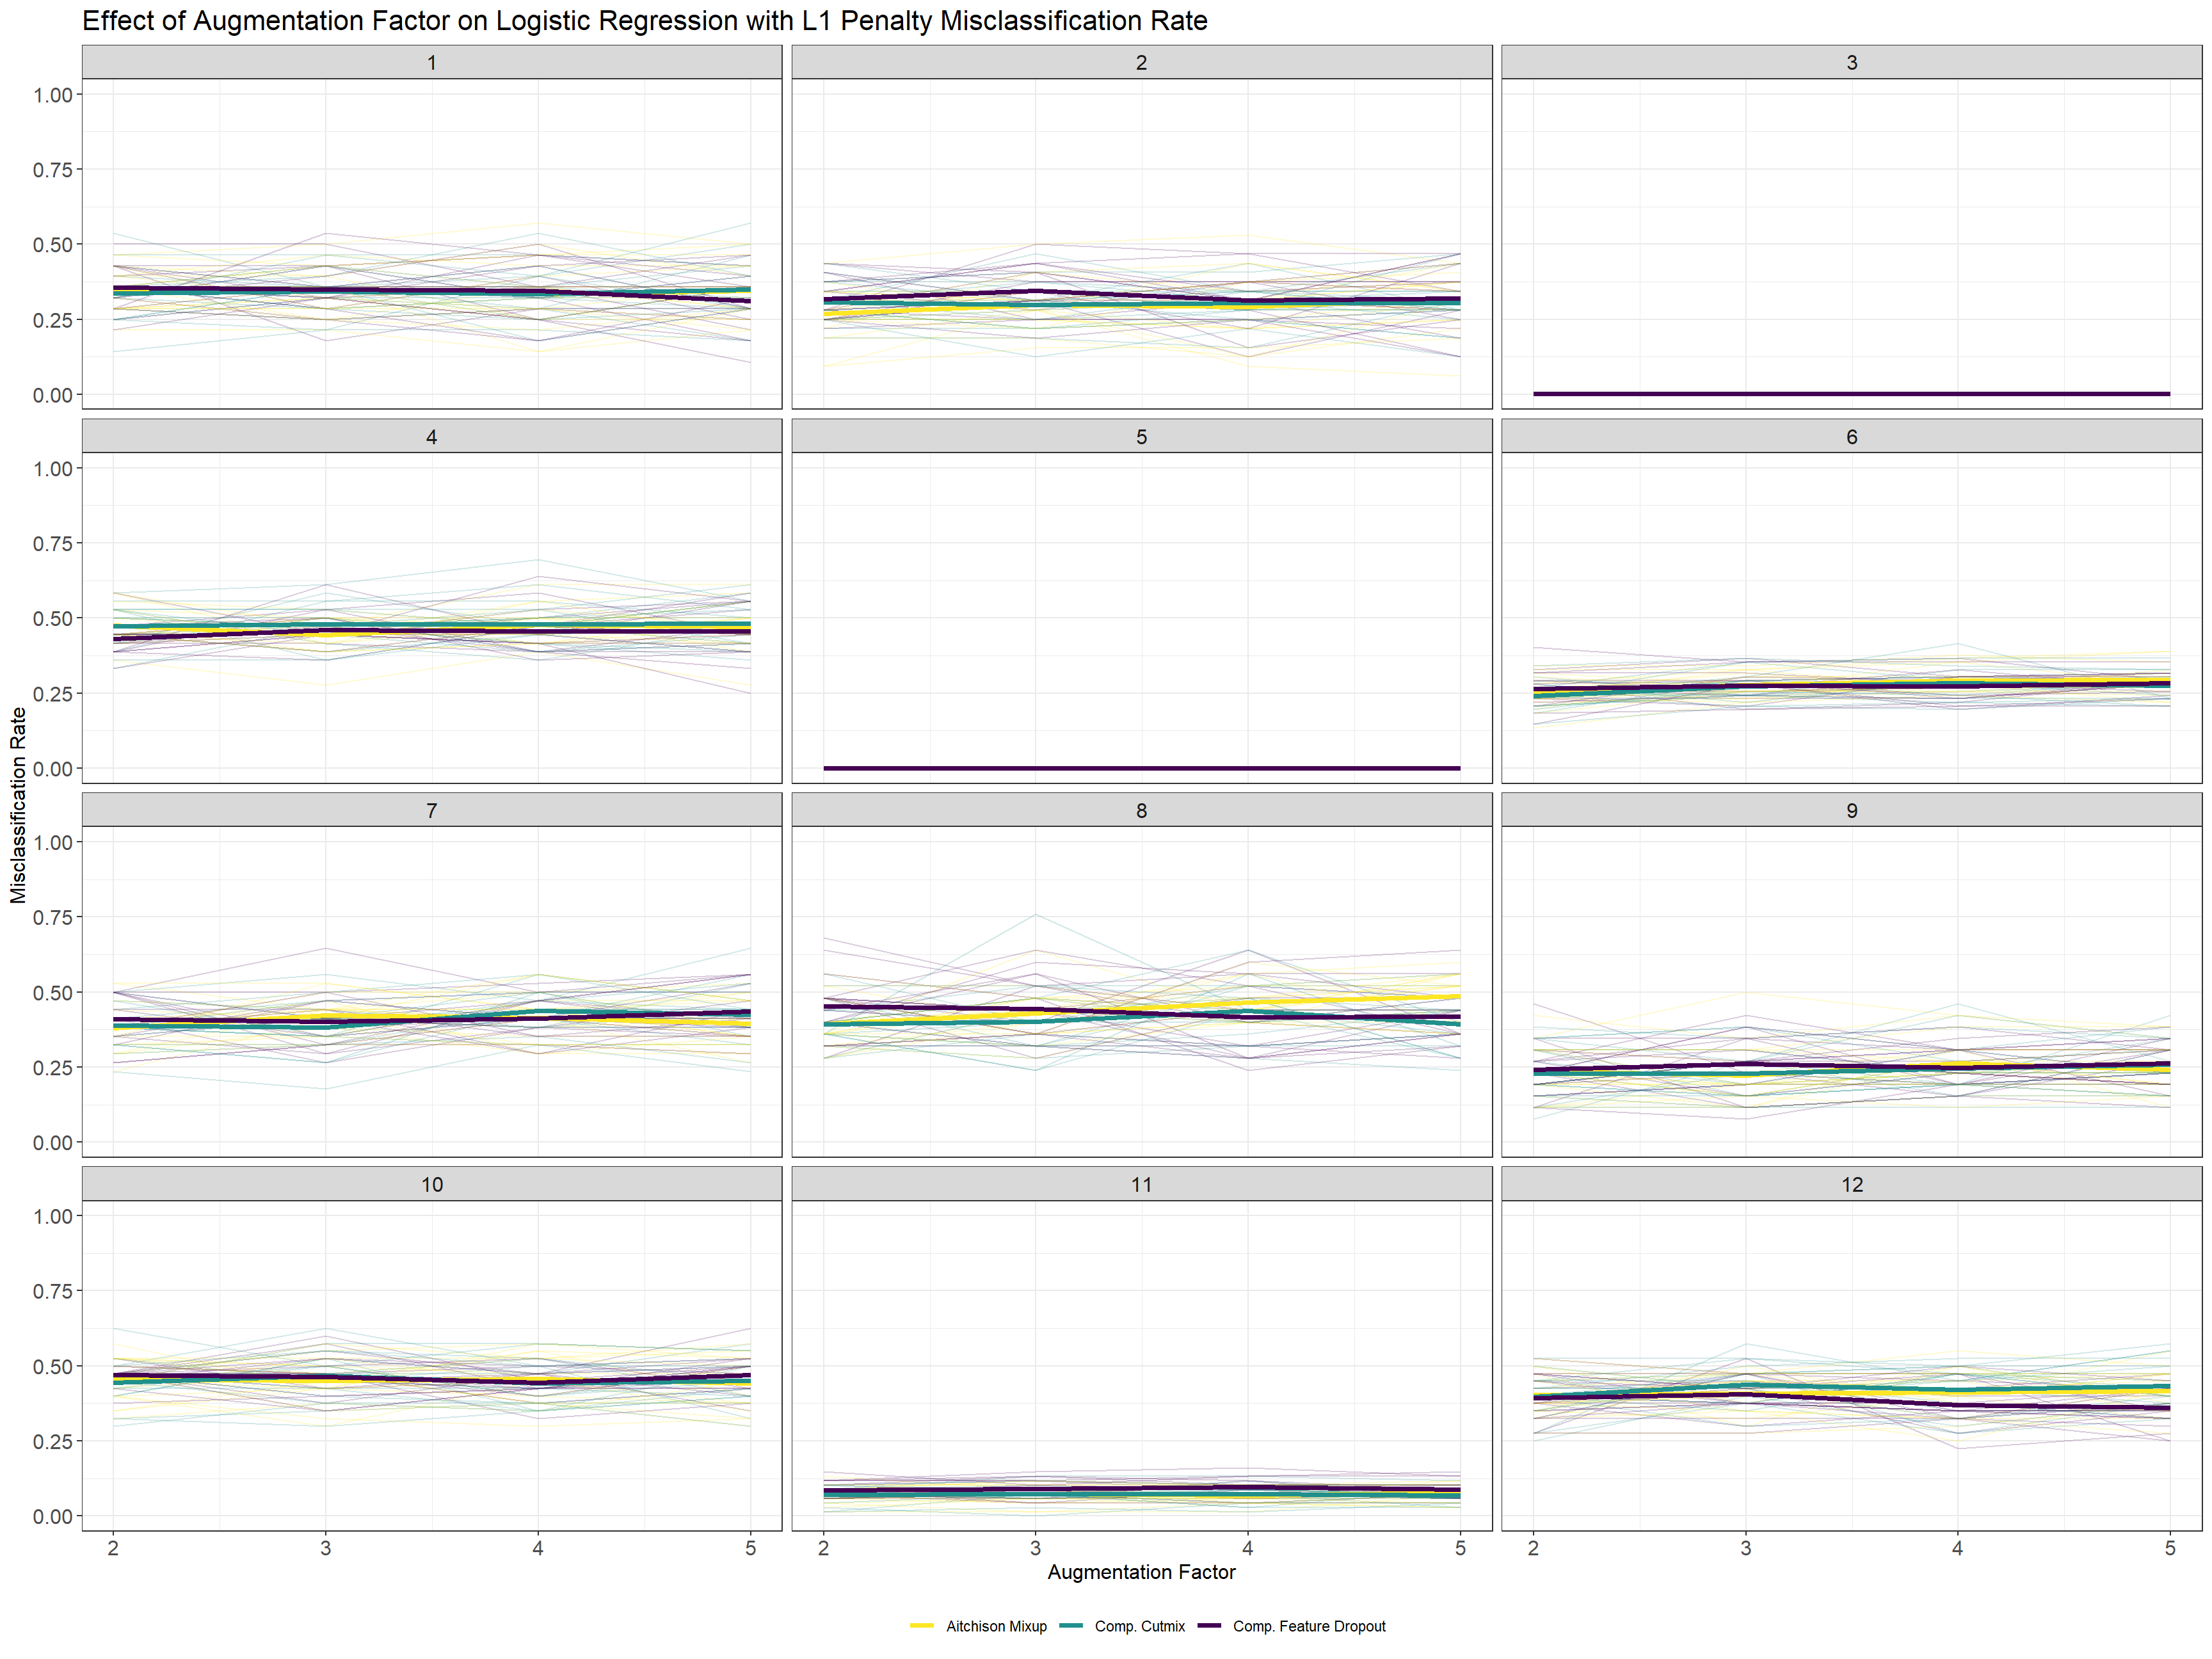 Effect of Augmentation Factor on Logistic Regression with L1 Penalty Misclassification Rate
1 2 3
1.00
0.75
0.50
0.25
0.00
4 5 6
1.00
0.75
0.50
0.25
0.00
7 8 9
1.00
0.75
0.50
0.25
0.00
10 11 12
1.00
0.75
0.50
0.25
0.00
Misclassification Rate
2 3 4 5 2 3 4 5 2 3 4 5
Augmentation Factor
Aitchison Mixup Comp. Cutmix Comp. Feature Dropout